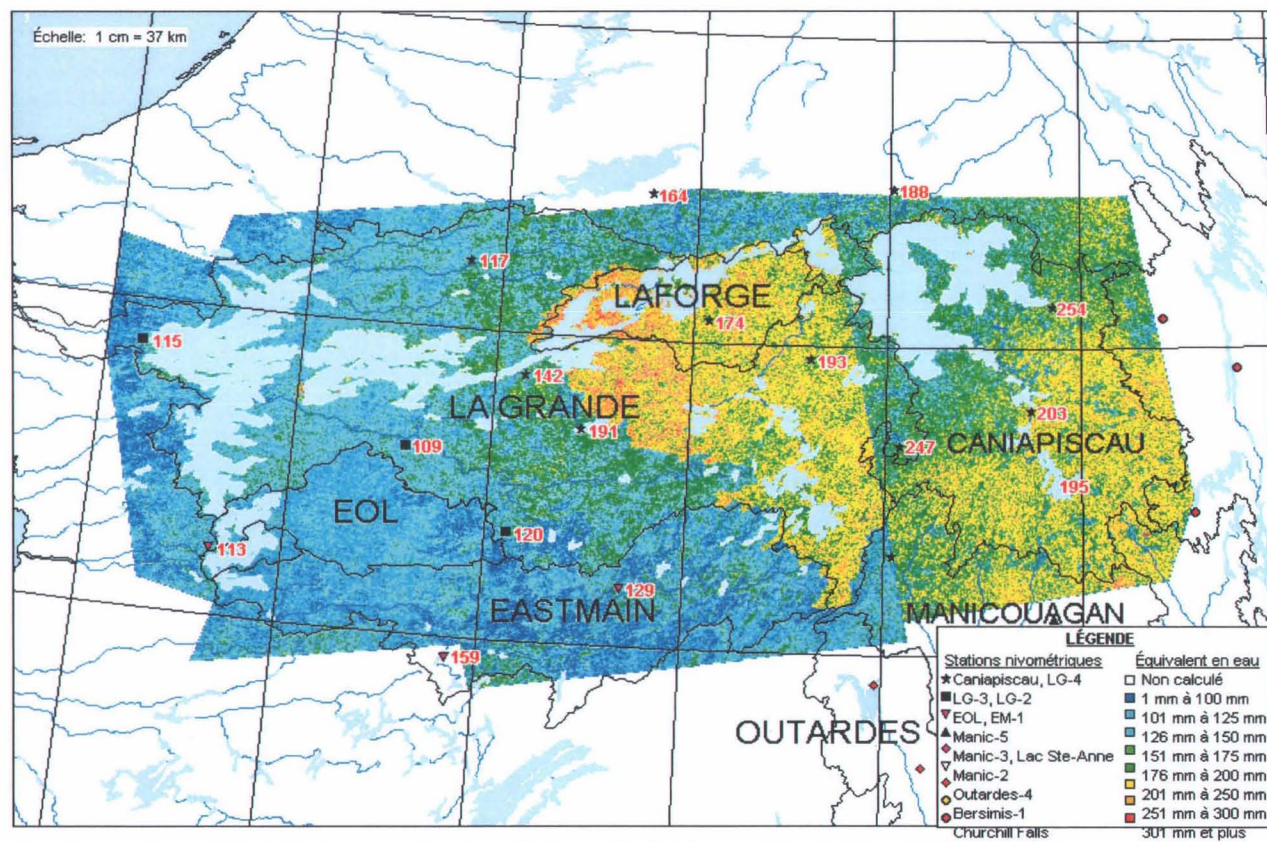 Échelle: 1 cm = 37 km
164
188
117
LAFORGE
174
254
115
193
142
LA GRANDE
203
191
109
247
CANIAPISCAU
195
EOL
120
113
129
EASTMAIN
MANICOUAGAN
159
OUTARDES
LÉGENDE
Stations nivométriques
Caniapiscau, LG-4
LG-3, LG-2
EOL, EM-1
Manic-5
Manic-3, Lac Ste-Anne
Manic-2
Outardes-4
Bersimis-1
Churchill Falls
Équivalent en eau
Non calculé
1 mm à 100 mm
101 mm à 125 mm
126 mm à 150 mm
151 mm à 175 mm
176 mm à 200 mm
201 mm à 250 mm
251 mm à 300 mm
301 mm et plus